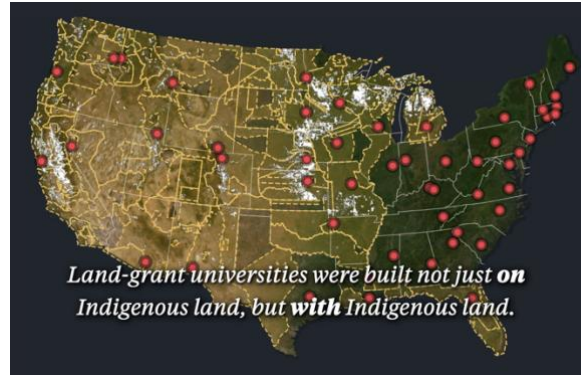 Land-grant universities were built not just on
Indigenous land, but with Indigenous land.